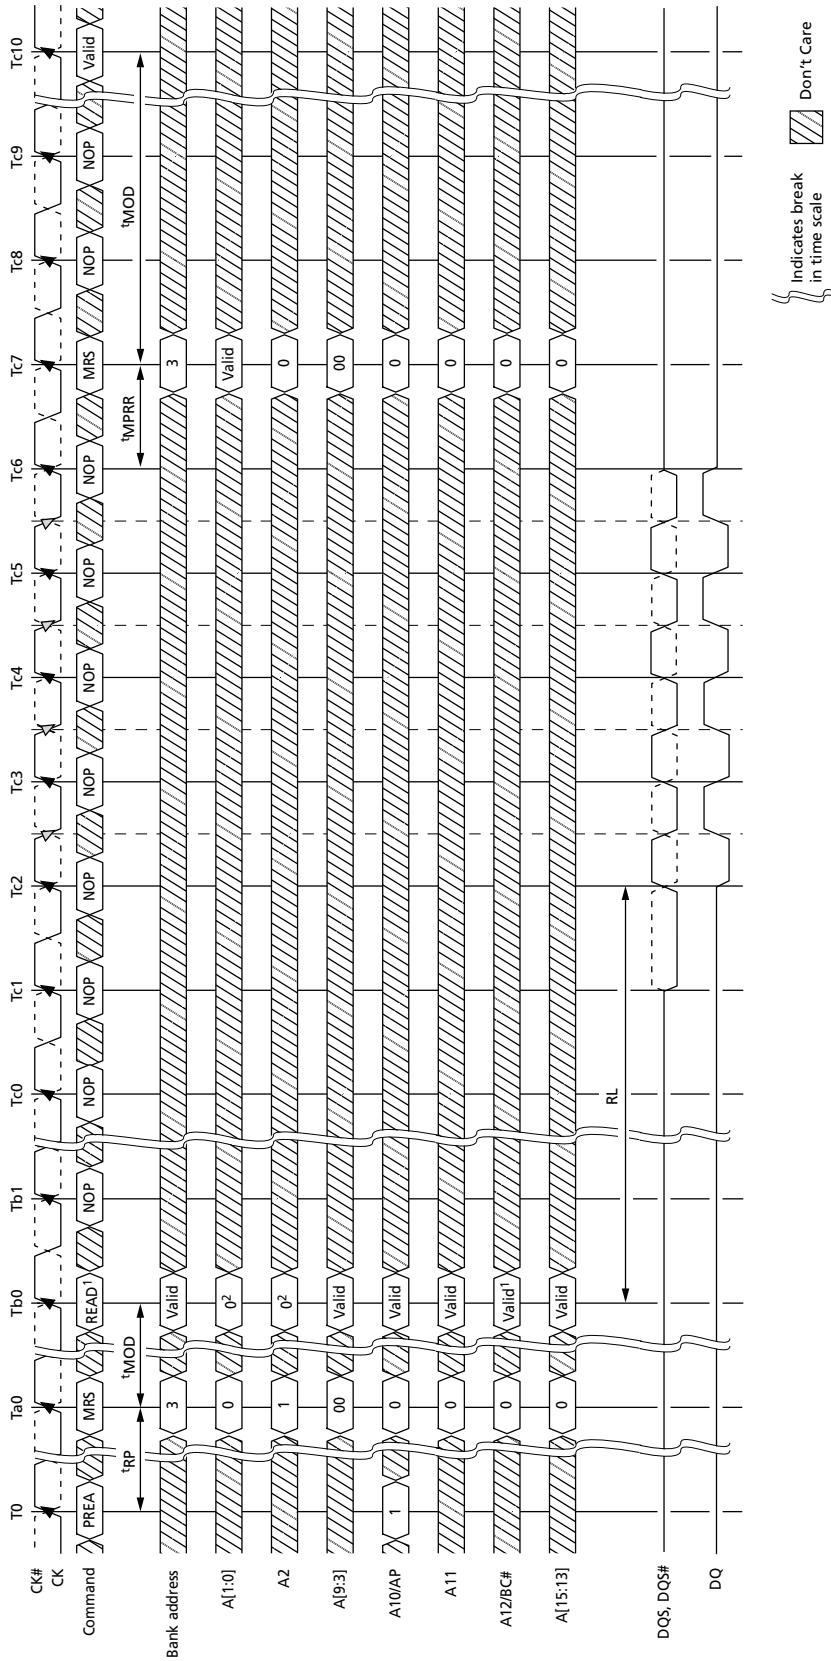 T0 Ta0 Tb0 Tb1 Tc0 Tc1 Tc2 Tc3 Tc4 Tc5 Tc6 Tc7 Tc8 Tc9 Tc10
CK#
CK
Command PREA MRS READ¹ NOP NOP NOP NOP NOP NOP NOP NOP MRS NOP NOP Valid
tRP tMOD tMPRR tMOD
Bank address 3 Valid 3
A[1:0] 0 0² Valid
A2 1 0² 0
A[9:3] 00 Valid 00
A10/AP 1 0 Valid 0
A11 0 Valid 0
A12/BC# 0 Valid¹ 0
A[15:13] 0 Valid 0
RL
DQS, DQS#
DQ
Indicates break
in time scale
Don't Care